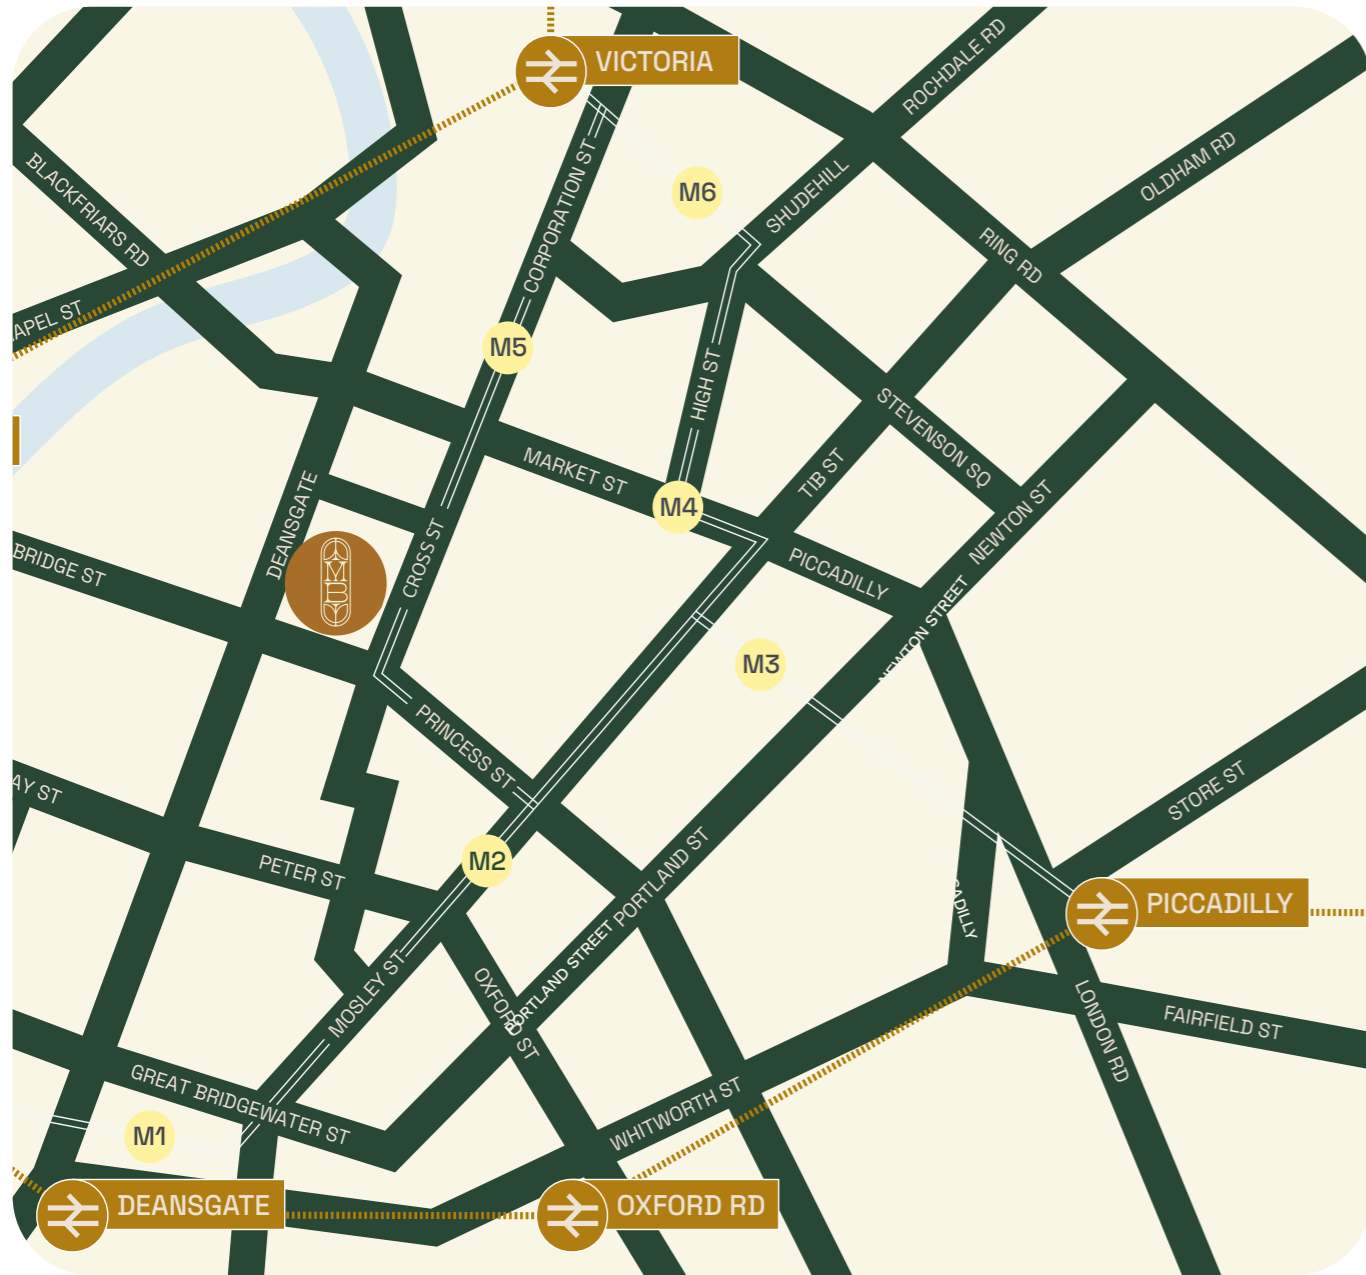 VICTORIA
ROCHDALE RD
OLDHAM RD
BLACKFRIARS RD
CORPORATION ST
M6
SHUDEHILL
RING RD
APEL ST
M5
HIGH ST
STEVENSON SQ
MARKET ST
TIB ST
DEANSGATE
M4
NEWTON ST
BRIDGE ST
MBY
CROSS ST
PICCADILLY
NEWTON STREET
M3
PRINCESS ST
AY ST
STORE ST
PETER ST
M2
PORTLAND ST
PORTLAND STREET
ADILLY
PICCADILLY
MOSLEY ST
OXFORD ST
LONDON RD
FAIRFIELD ST
GREAT BRIDGEWATER ST
WHITWORTH ST
M1
DEANSGATE
OXFORD RD